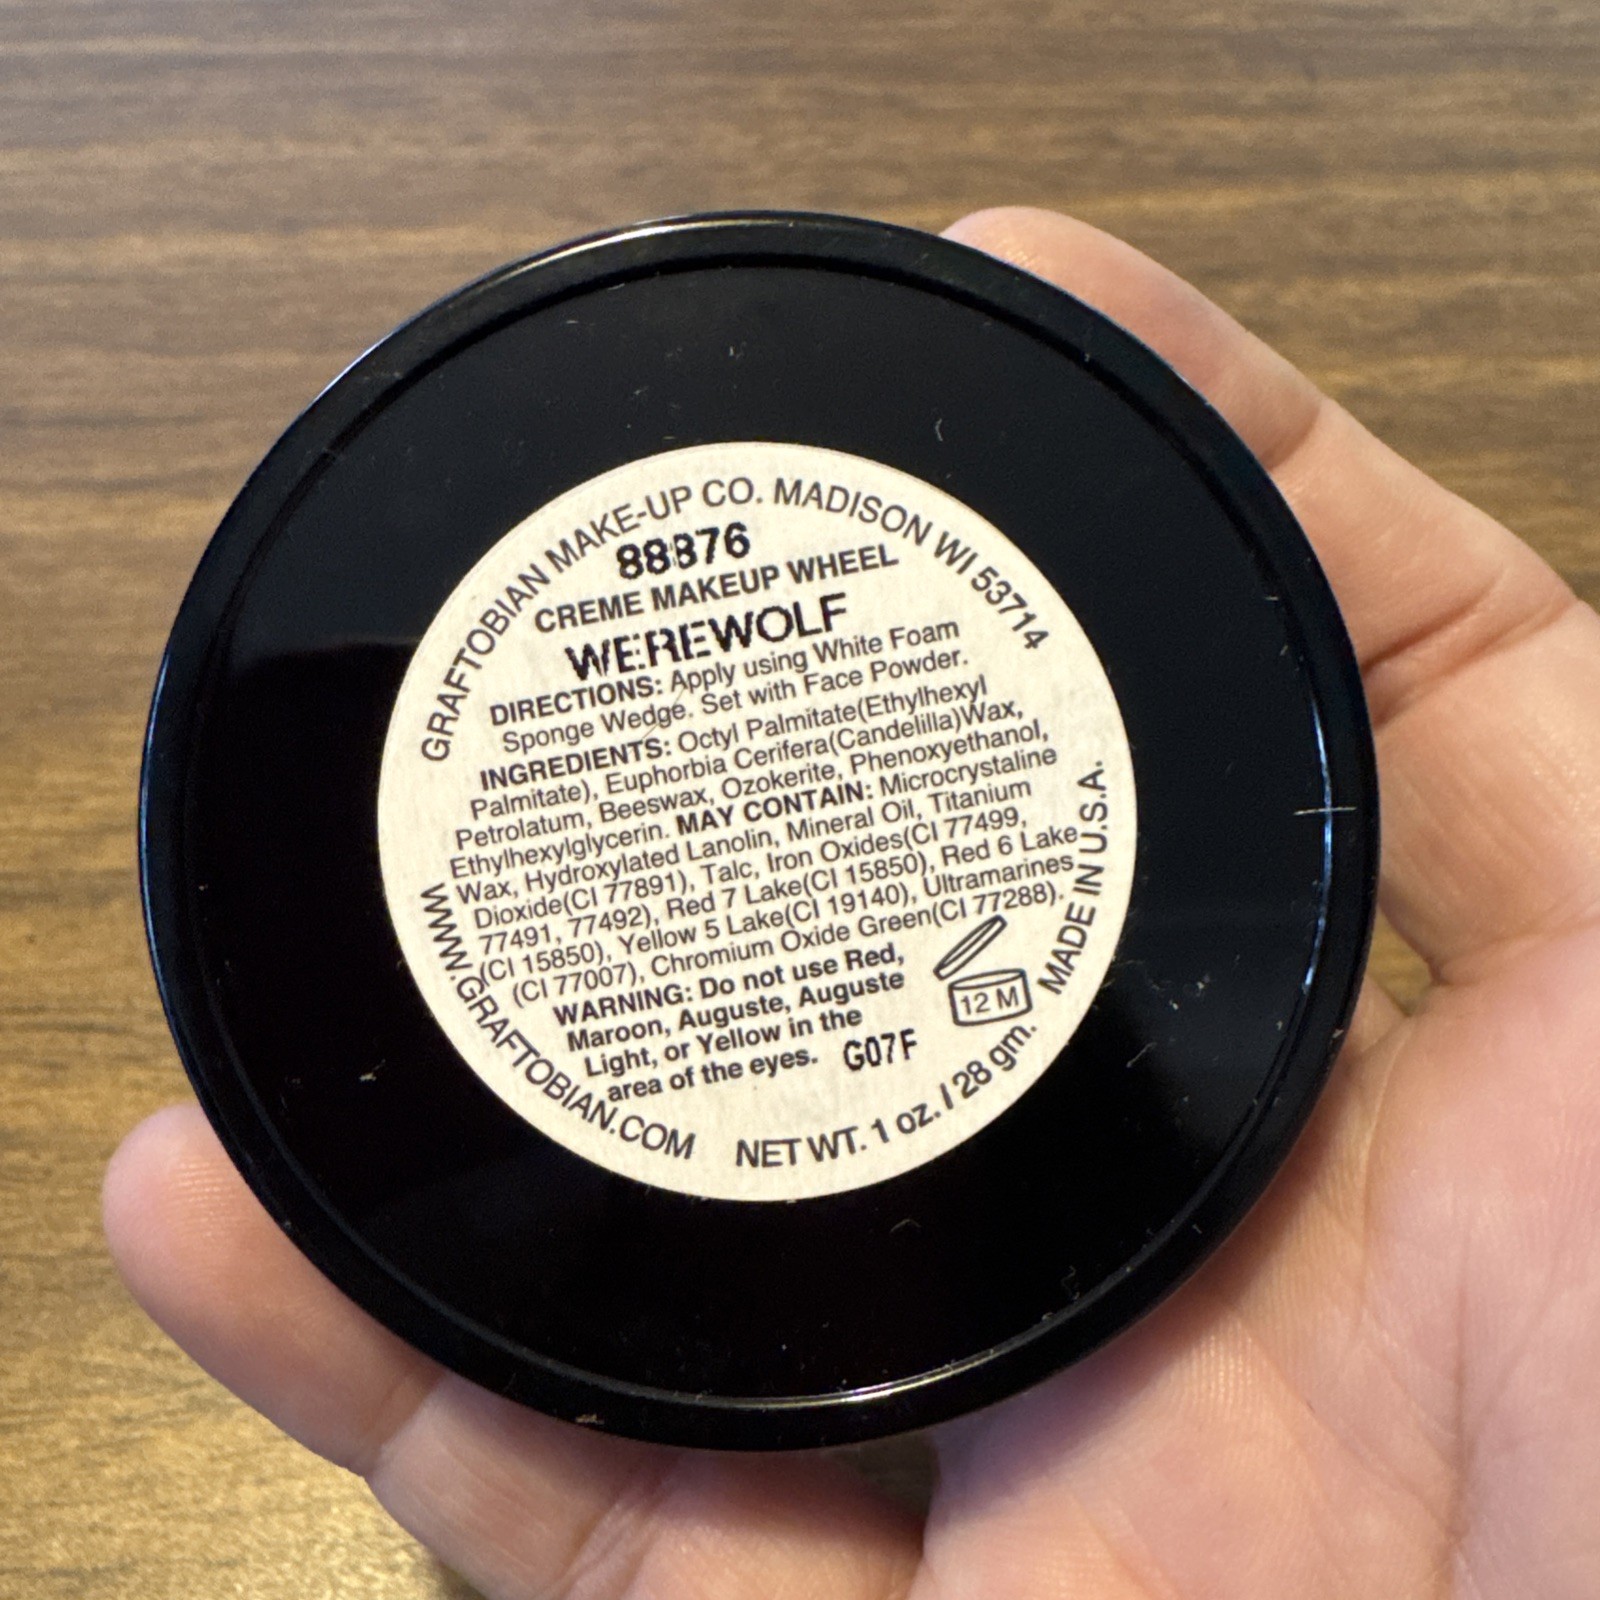 GRAFTOBIAN MAKE-UP CO. MADISON WI 53714
88876
CREME MAKEUP WHEEL
WEREWOLF
DIRECTIONS: Apply using White Foam
Sponge Wedge. Set with Face Powder.
INGREDIENTS: Octyl Palmitate(Ethylhexyl
Palmitate), Euphorbia Cerifera(Candelilla)Wax,
Petrolatum, Beeswax, Ozokerite, Phenoxyethanol,
Ethylhexylglycerin. MAY CONTAIN: Microcrystaline
Wax, Hydroxylated Lanolin, Mineral Oil, Titanium
Dioxide(CI 77891), Talc, Iron Oxides(CI 77499,
77491, 77492), Red 7 Lake(CI 15850), Red 6 Lake
(CI 15850), Yellow 5 Lake(CI 19140), Ultramarines
(CI 77007), Chromium Oxide Green(CI 77288).
WARNING: Do not use Red,
Maroon, Auguste, Auguste
Light, or Yellow in the
area of the eyes.
G07F
12 M
WWW.GRAFTOBIAN.COM
NET WT. 1 oz. / 28 gm.
MADE IN U.S.A.